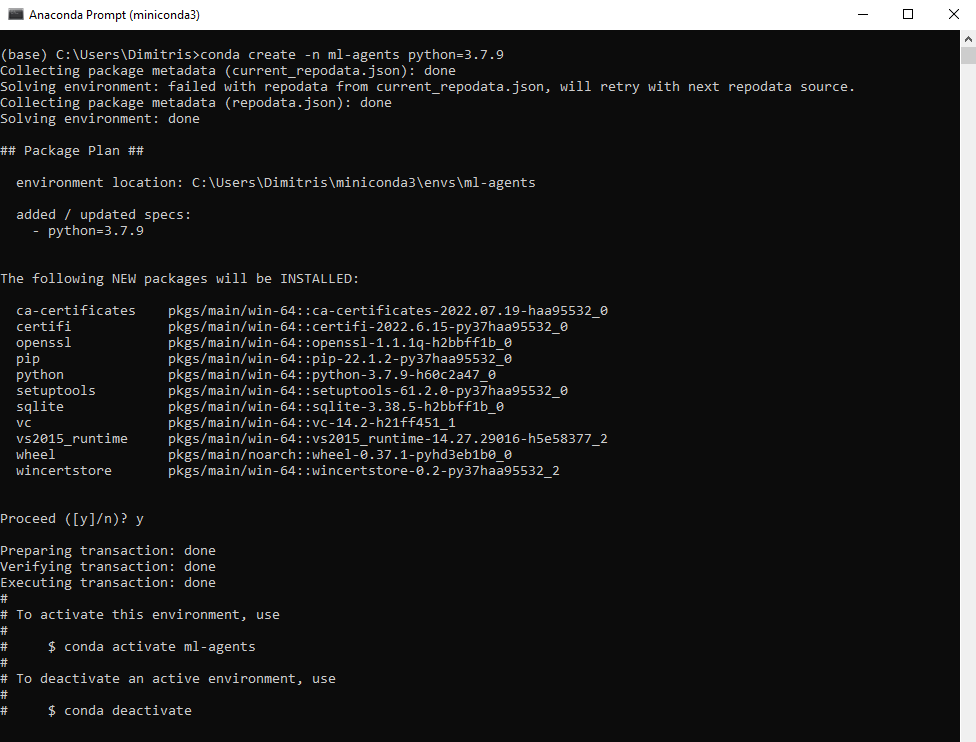 Anaconda Prompt (miniconda3)
(base) C:\Users\Dimitris>conda create -n ml-agents python=3.7.9
Collecting package metadata (current_repodata.json): done
Solving environment: failed with repodata from current_repodata.json, will retry with next repodata source.
Collecting package metadata (repodata.json): done
Solving environment: done
## Package Plan ##
environment location: C:\Users\Dimitris\miniconda3\envs\ml-agents
added / updated specs:
- python=3.7.9
The following NEW packages will be INSTALLED:
ca-certificates    pkgs/main/win-64::ca-certificates-2022.07.19-haa95532_0
certifi            pkgs/main/win-64::certifi-2022.6.15-py37haa95532_0
openssl            pkgs/main/win-64::openssl-1.1.1q-h2bbff1b_0
pip                pkgs/main/win-64::pip-22.1.2-py37haa95532_0
python             pkgs/main/win-64::python-3.7.9-h60c2a47_0
setuptools         pkgs/main/win-64::setuptools-61.2.0-py37haa95532_0
sqlite             pkgs/main/win-64::sqlite-3.38.5-h2bbff1b_0
vc                 pkgs/main/win-64::vc-14.2-h21ff451_1
vs2015_runtime     pkgs/main/win-64::vs2015_runtime-14.27.29016-h5e58377_2
wheel              pkgs/main/noarch::wheel-0.37.1-pyhd3eb1b0_0
wincertstore       pkgs/main/win-64::wincertstore-0.2-py37haa95532_2
Proceed ([y]/n)? y
Preparing transaction: done
Verifying transaction: done
Executing transaction: done
#
# To activate this environment, use
#
#     $ conda activate ml-agents
#
# To deactivate an active environment, use
#
#     $ conda deactivate